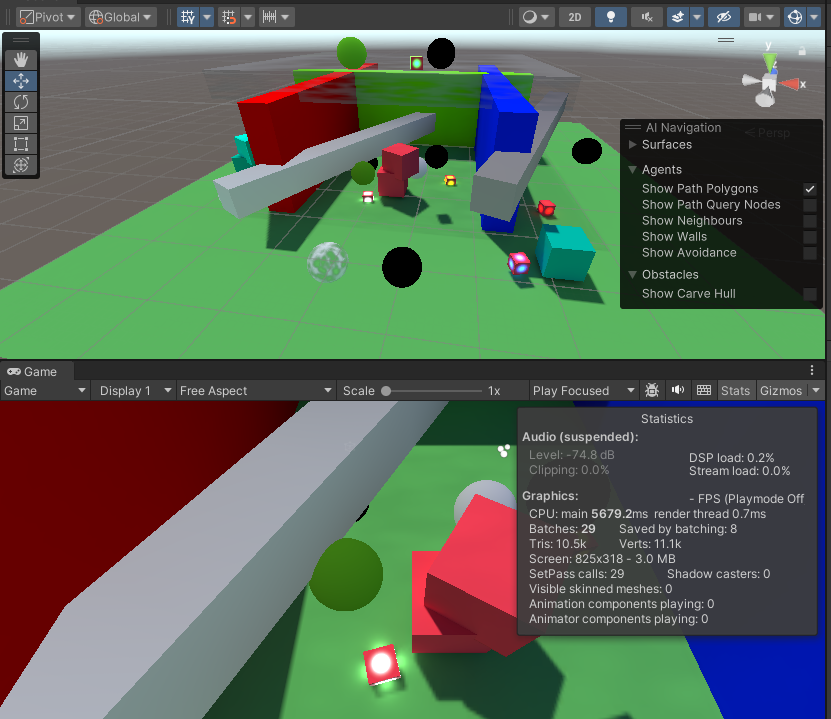 Pivot Global 2D
y
z
x
Persp
AI Navigation
Surfaces
Agents
Show Path Polygons
Show Path Query Nodes
Show Neighbours
Show Walls
Show Avoidance
Obstacles
Show Carve Hull
Game
Game Display 1 Free Aspect Scale 1x Play Focused Stats Gizmos
Statistics
Audio (suspended):
Level: -74.8 dB DSP load: 0.2%
Clipping: 0.0% Stream load: 0.0%
Graphics: - FPS (Playmode Off
CPU: main 5679.2ms render thread 0.7ms
Batches: 29 Saved by batching: 8
Tris: 10.5k Verts: 11.1k
Screen: 825x318 - 3.0 MB
SetPass calls: 29 Shadow casters: 0
Visible skinned meshes: 0
Animation components playing: 0
Animator components playing: 0